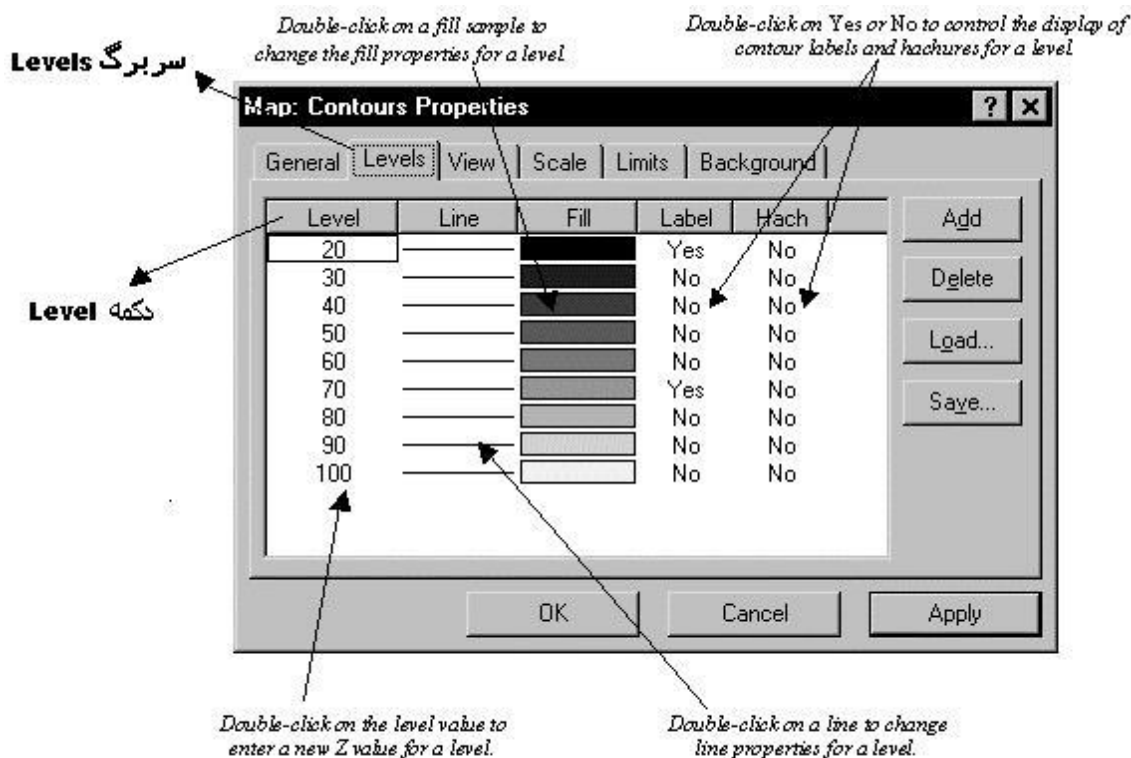 Double-click on a fill sample to
change the fill properties for a level.
Double-click on Yes or No to control the display of
contour labels and hachures for a level.
سربرگ Levels
Map: Contours Properties
General Levels View Scale Limits Background
Level Line Fill Label Hach
20 Yes No
30 No No
40 No No
50 No No
60 No No
70 Yes No
80 No No
90 No No
100 No No
Add
Delete
Load...
Save...
دکمه Level
OK Cancel Apply
Double-click on the level value to
enter a new Z value for a level.
Double-click on a line to change
line properties for a level.